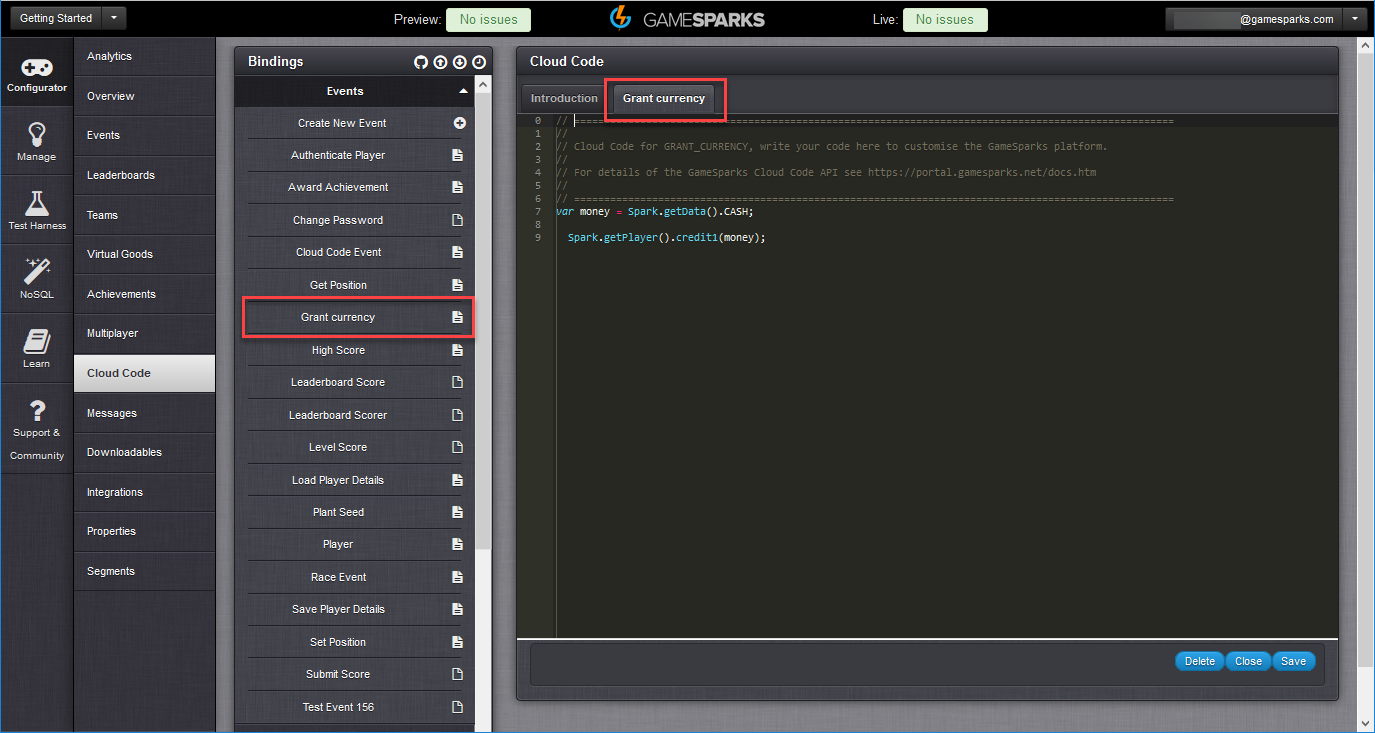 Getting Started
Preview: No issues
GAMESPARKS
Live: No issues
@gamesparks.com
Configurator
Manage
Test Harness
NoSQL
Learn
Support &
Community
Analytics
Overview
Events
Leaderboards
Teams
Virtual Goods
Achievements
Multiplayer
Cloud Code
Messages
Downloadables
Integrations
Properties
Segments
Bindings
Events
Create New Event
Authenticate Player
Award Achievement
Change Password
Cloud Code Event
Get Position
Grant currency
High Score
Leaderboard Score
Leaderboard Scorer
Level Score
Load Player Details
Plant Seed
Player
Race Event
Save Player Details
Set Position
Submit Score
Test Event 156
Cloud Code
Introduction Grant currency
0 // ====================================================================================================
1 //
2 // Cloud Code for GRANT_CURRENCY, write your code here to customise the GameSparks platform.
3 //
4 // For details of the GameSparks Cloud Code API see https://portal.gamesparks.net/docs.htm
5 //
6 // ====================================================================================================
7 var money = Spark.getData().CASH;
8
9 Spark.getPlayer().credit1(money);
Delete Close Save